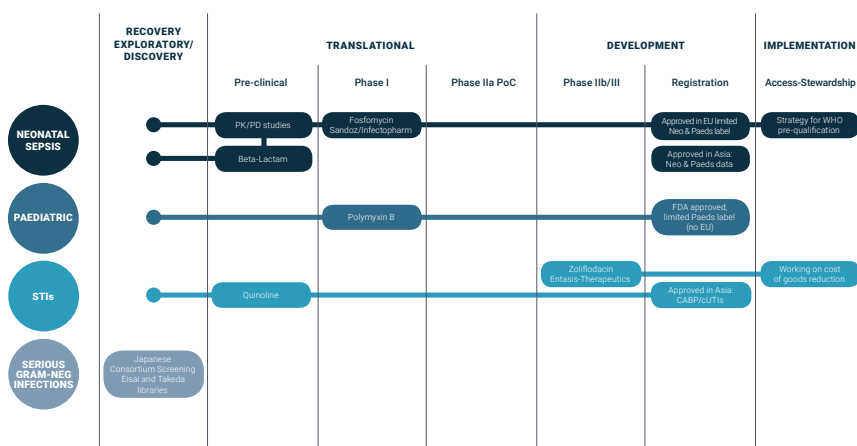 RECOVERY
EXPLORATORY/
DISCOVERY
TRANSLATIONAL
DEVELOPMENT
IMPLEMENTATION
Pre-clinical
Phase I
Phase IIa PoC
Phase IIb/III
Registration
Access-Stewardship
NEONATAL
SEPSIS
PK/PD studies
Fosfomycin
Sandoz/Infectopharm
Approved in EU limited
Neo & Paeds label
Strategy for WHO
pre-qualification
Beta-Lactam
Approved in Asia:
Neo & Paeds data
PAEDIATRIC
Polymyxin B
FDA approved,
limited Paeds label
(no EU)
STIs
Zoliflodacin
Entasis-Therapeutics
Working on cost
of goods reduction
Quinoline
Approved in Asia:
CABP/cUTIs
SERIOUS
GRAM-NEG
INFECTIONS
Japanese
Consortium Screening
Eisai and Takeda
libraries